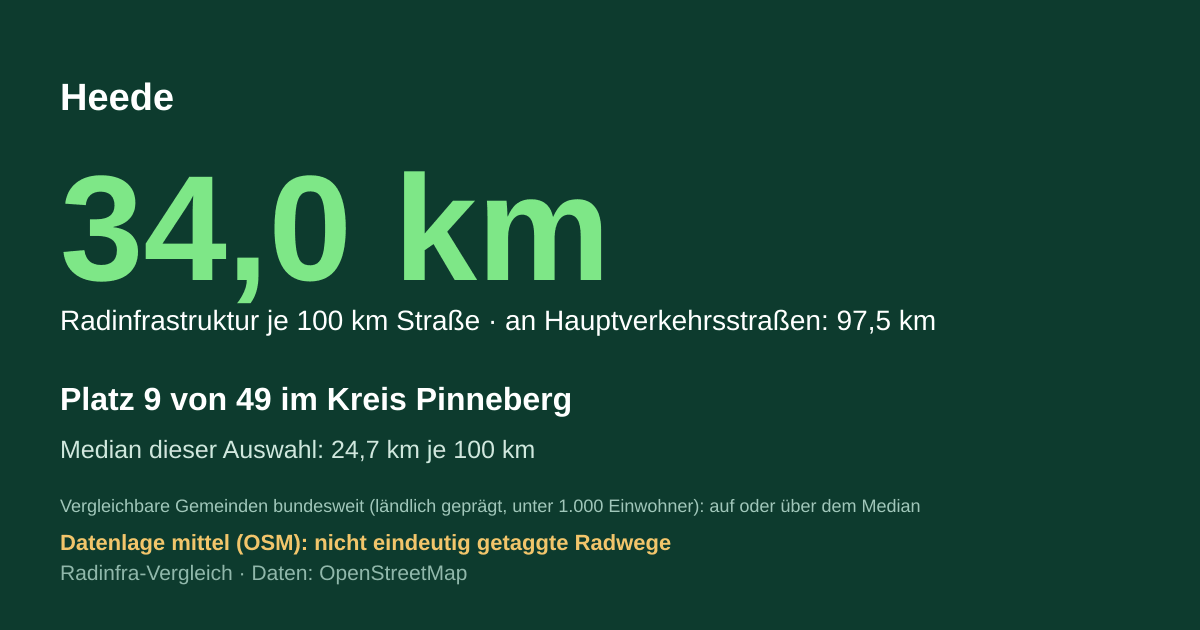 Heede
34,0 km
Radinfrastruktur je 100 km Straße · an Hauptverkehrsstraßen: 97,5 km
Platz 9 von 49 im Kreis Pinneberg
Median dieser Auswahl: 24,7 km je 100 km
Vergleichbare Gemeinden bundesweit (ländlich geprägt, unter 1.000 Einwohner): auf oder über dem Median
Datenlage mittel (OSM): nicht eindeutig getaggte Radwege
Radinfra-Vergleich · Daten: OpenStreetMap